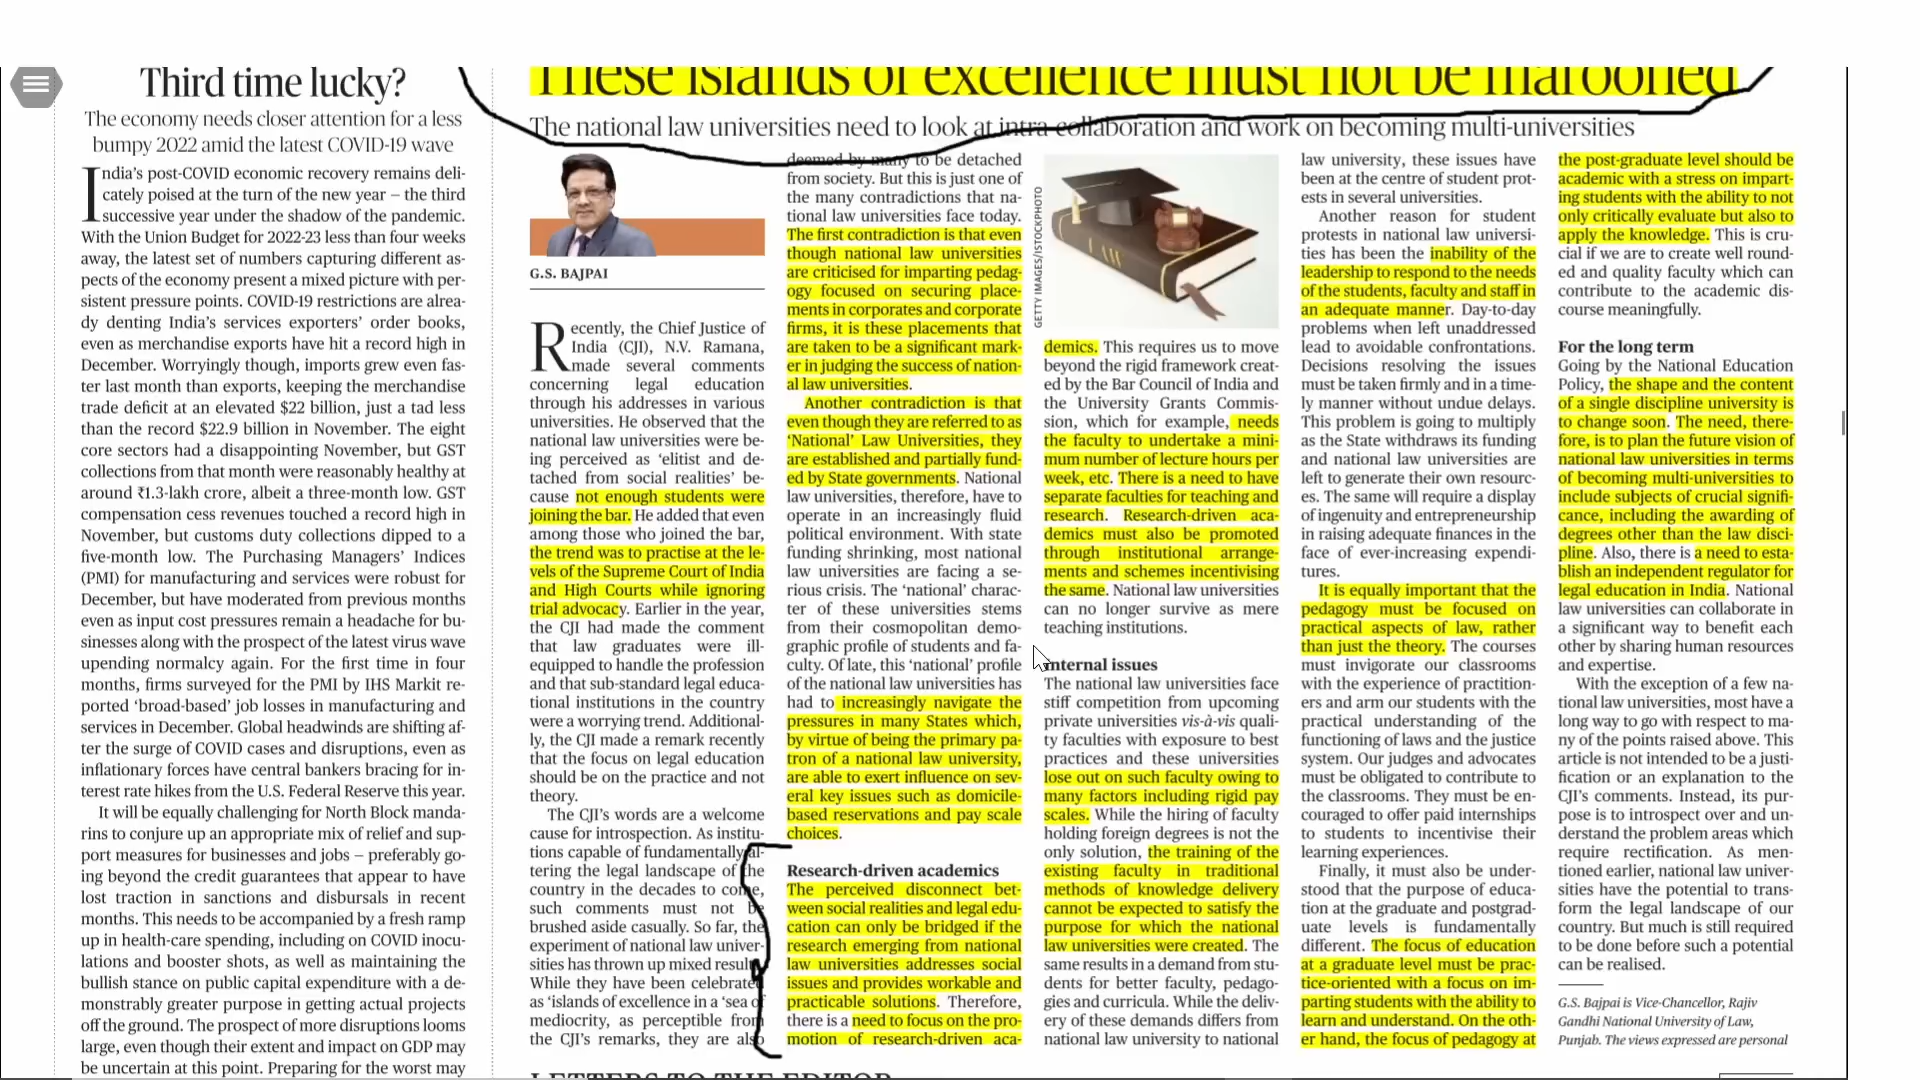 Third time lucky?
The economy needs closer attention for a less
bumpy 2022 amid the latest COVID-19 wave
India's post-COVID economic recovery remains deli-
cately poised at the turn of the new year – the third
successive year under the shadow of the pandemic.
With the Union Budget for 2022-23 less than four weeks
away, the latest set of numbers capturing different as-
pects of the economy present a mixed picture with per-
sistent pressure points. COVID-19 restrictions are alrea-
dy denting India's services exporters' order books,
even as merchandise exports have hit a record high in
December. Worryingly though, imports grew even fas-
ter last month than exports, keeping the merchandise
trade deficit at an elevated $22 billion, just a tad less
than the record $22.9 billion in November. The eight
core sectors had a disappointing November, but GST
collections from that month were reasonably healthy at
around ₹1.3-lakh crore, albeit a three-month low. GST
compensation cess revenues touched a record high in
November, but customs duty collections dipped to a
five-month low. The Purchasing Managers' Indices
(PMI) for manufacturing and services were robust for
December, but have moderated from previous months
even as input cost pressures remain a headache for bu-
sinesses along with the prospect of the latest virus wave
upending normalcy again. For the first time in four
months, firms surveyed for the PMI by IHS Markit re-
ported 'broad-based' job losses in manufacturing and
services in December. Global headwinds are shifting af-
ter the surge of COVID cases and disruptions, even as
inflationary forces have central bankers bracing for in-
terest rate hikes from the U.S. Federal Reserve this year.
It will be equally challenging for North Block manda-
rins to conjure up an appropriate mix of relief and sup-
port measures for businesses and jobs – preferably go-
ing beyond the credit guarantees that appear to have
lost traction in sanctions and disbursals in recent
months. This needs to be accompanied by a fresh ramp
up in health-care spending, including on COVID inocu-
lations and booster shots, as well as maintaining the
bullish stance on public capital expenditure with a de-
monstrably greater purpose in getting actual projects
off the ground. The prospect of more disruptions looms
large, even though their extent and impact on GDP may
be uncertain at this point. Preparing for the worst may
These islands of excellence must not be marooned
The national law universities need to look at intra-collaboration and work on becoming multi-universities
G.S. BAJPAI
Recently, the Chief Justice of
India (CJI), N.V. Ramana,
made several comments
concerning legal education
through his addresses in various
universities. He observed that the
national law universities were be-
ing perceived as 'elitist and de-
tached from social realities' be-
cause not enough students were
joining the bar. He added that even
among those who joined the bar,
the trend was to practise at the le-
vels of the Supreme Court of India
and High Courts while ignoring
trial advocacy. Earlier in the year,
the CJI had made the comment
that law graduates were ill-
equipped to handle the profession
and that sub-standard legal educa-
tional institutions in the country
were a worrying trend. Additional-
ly, the CJI made a remark recently
that the focus on legal education
should be on the practice and not
theory.
The CJI's words are a welcome
cause for introspection. As institu-
tions capable of fundamentally al-
tering the legal landscape of the
country in the decades to come,
such comments must not be
brushed aside casually. So far, the
experiment of national law univer-
sities has thrown up mixed results.
While they have been celebrated
as 'islands of excellence in a 'sea of
mediocrity, as perceptible from
the CJI's remarks, they are also
deemed by many to be detached
from society. But this is just one of
the many contradictions that na-
tional law universities face today.
The first contradiction is that even
though national law universities
are criticised for imparting pedag-
ogy focused on securing place-
ments in corporates and corporate
firms, it is these placements that
are taken to be a significant mark-
er in judging the success of nation-
al law universities.
Another contradiction is that
even though they are referred to as
'National' Law Universities, they
are established and partially fund-
ed by State governments. National
law universities, therefore, have to
operate in an increasingly fluid
political environment. With state
funding shrinking, most national
law universities are facing a se-
rious crisis. The 'national' charac-
ter of these universities stems
from their cosmopolitan demo-
graphic profile of students and fa-
culty. Of late, this 'national' profile
of the national law universities has
had to increasingly navigate the
pressures in many States which,
by virtue of being the primary pa-
tron of a national law university,
are able to exert influence on sev-
eral key issues such as domicile-
based reservations and pay scale
choices.
Research-driven academics
The perceived disconnect bet-
ween social realities and legal edu-
cation can only be bridged if the
research emerging from national
law universities addresses social
issues and provides workable and
practicable solutions. Therefore,
there is a need to focus on the pro-
motion of research-driven aca-
GETTY IMAGES/ISTOCKPHOTO
LAW
demics. This requires us to move
beyond the rigid framework creat-
ed by the Bar Council of India and
the University Grants Commis-
sion, which for example, needs
the faculty to undertake a mini-
mum number of lecture hours per
week, etc. There is a need to have
separate faculties for teaching and
research. Research-driven aca-
demics must also be promoted
through institutional arrange-
ments and schemes incentivising
the same. National law universities
can no longer survive as mere
teaching institutions.
Internal issues
The national law universities face
stiff competition from upcoming
private universities vis-à-vis quali-
ty faculties with exposure to best
practices and these universities
lose out on such faculty owing to
many factors including rigid pay
scales. While the hiring of faculty
holding foreign degrees is not the
only solution, the training of the
existing faculty in traditional
methods of knowledge delivery
cannot be expected to satisfy the
purpose for which the national
law universities were created. The
same results in a demand from stu-
dents for better faculty, pedago-
gies and curricula. While the deliv-
ery of these demands differs from
national law university to national
law university, these issues have
been at the centre of student prot-
ests in several universities.
Another reason for student
protests in national law universi-
ties has been the inability of the
leadership to respond to the needs
of the students, faculty and staff in
an adequate manner. Day-to-day
problems when left unaddressed
lead to avoidable confrontations.
Decisions resolving the issues
must be taken firmly and in a time-
ly manner without undue delays.
This problem is going to multiply
as the State withdraws its funding
and national law universities are
left to generate their own resourc-
es. The same will require a display
of ingenuity and entrepreneurship
in raising adequate finances in the
face of ever-increasing expendi-
tures.
It is equally important that the
pedagogy must be focused on
practical aspects of law, rather
than just the theory. The courses
must invigorate our classrooms
with the experience of practition-
ers and arm our students with the
practical understanding of the
functioning of laws and the justice
system. Our judges and advocates
must be obligated to contribute to
the classrooms. They must be en-
couraged to offer paid internships
to students to incentivise their
learning experiences.
Finally, it must also be under-
stood that the purpose of educa-
tion at the graduate and postgrad-
uate levels is fundamentally
different. The focus of education
at a graduate level must be prac-
tice-oriented with a focus on im-
parting students with the ability to
learn and understand. On the oth-
er hand, the focus of pedagogy at
the post-graduate level should be
academic with a stress on impart-
ing students with the ability to not
only critically evaluate but also to
apply the knowledge. This is cru-
cial if we are to create well round-
ed and quality faculty which can
contribute to the academic dis-
course meaningfully.
For the long term
Going by the National Education
Policy, the shape and the content
of a single discipline university is
to change soon. The need, there-
fore, is to plan the future vision of
national law universities in terms
of becoming multi-universities to
include subjects of crucial signifi-
cance, including the awarding of
degrees other than the law disci-
pline. Also, there is a need to esta-
blish an independent regulator for
legal education in India. National
law universities can collaborate in
a significant way to benefit each
other by sharing human resources
and expertise.
With the exception of a few na-
tional law universities, most have a
long way to go with respect to ma-
ny of the points raised above. This
article is not intended to be a justi-
fication or an explanation to the
CJI's comments. Instead, its pur-
pose is to introspect over and un-
derstand the problem areas which
require rectification. As men-
tioned earlier, national law univer-
sities have the potential to trans-
form the legal landscape of our
country. But much is still required
to be done before such a potential
can be realised.
G.S. Bajpai is Vice-Chancellor, Rajiv
Gandhi National University of Law,
Punjab. The views expressed are personal
LETTERS TO THE EDITOR